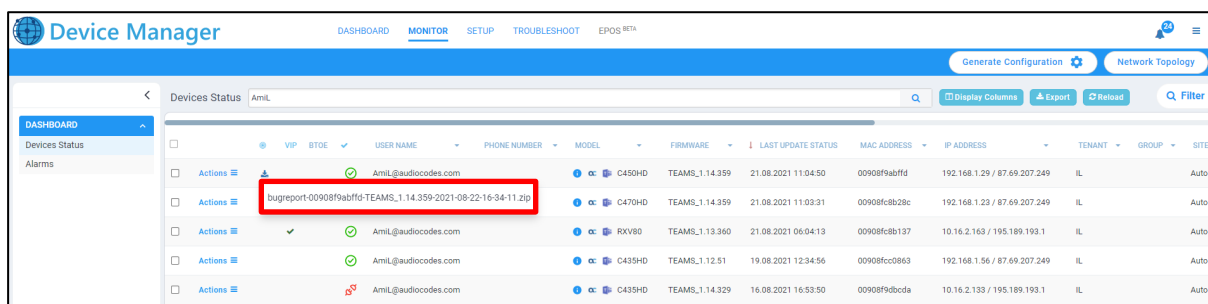 Device Manager DASHBOARD MONITOR SETUP TROUBLESHOOT EPOS BETA 24
Generate Configuration Network Topology
Devices Status AmiL Display Columns Export Reload Filter
DASHBOARD
Devices Status
Alarms
VIP BTOE USER NAME PHONE NUMBER MODEL FIRMWARE LAST UPDATE STATUS MAC ADDRESS IP ADDRESS TENANT GROUP SITE
Actions AmiL@audiocodes.com C450HD TEAMS_1.14.359 21.08.2021 11:04:50 00908f9abffd 192.168.1.29 / 87.69.207.249 IL Auto
bugreport-00908f9abffd-TEAMS_1.14.359-2021-08-22-16-34-11.zip
Actions C470HD TEAMS_1.14.359 21.08.2021 11:03:31 00908fc8b28c 192.168.1.23 / 87.69.207.249 IL Auto
Actions AmiL@audiocodes.com RXV80 TEAMS_1.13.360 21.08.2021 06:04:13 00908fc8b137 10.16.2.163 / 195.189.193.1 IL Auto
Actions AmiL@audiocodes.com C435HD TEAMS_1.12.51 19.08.2021 12:34:56 00908fcc0863 192.168.1.56 / 87.69.207.249 IL Auto
Actions AmiL@audiocodes.com C435HD TEAMS_1.14.329 16.08.2021 16:53:50 00908f9dbcda 10.16.2.133 / 195.189.193.1 IL Auto